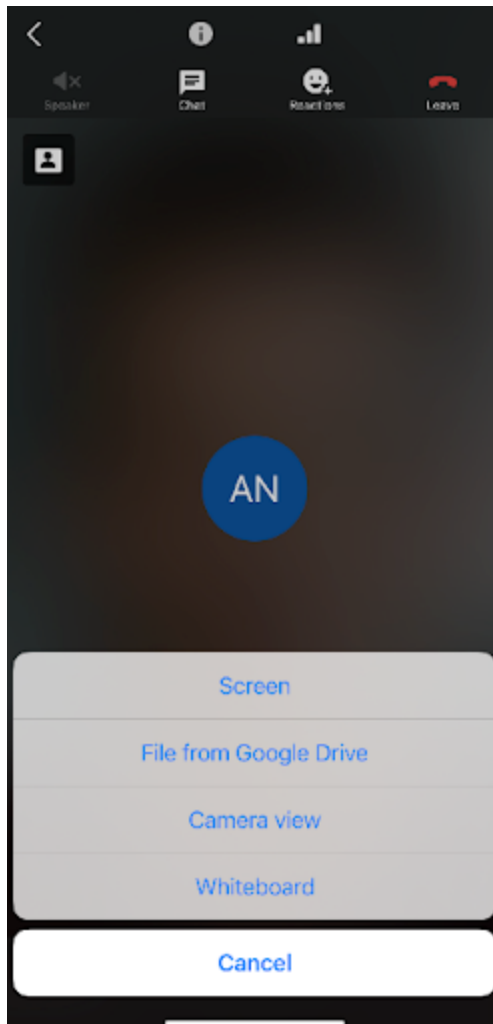 Speaker
Chat
Reactions
Leave
AN
Screen
File from Google Drive
Camera view
Whiteboard
Cancel